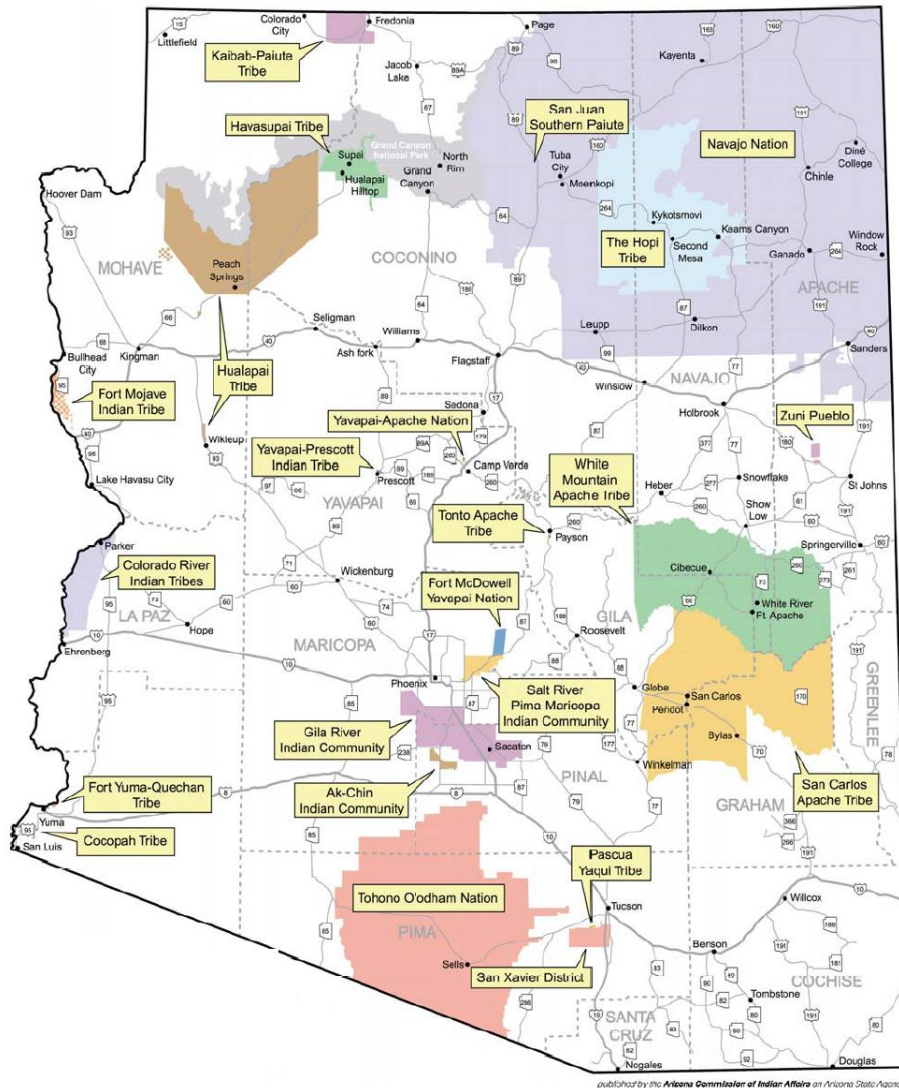 Colorado
City
Fredonia
Littlefield
Page
Kaibab-Paiute
Tribe
Jacob
Lake
Kayenta
San Juan
Southern Paiute
Havasupai Tribe
Grand Canyon
National Park
Navajo Nation
Supai
Hualapai
Hilltop
North
Rim
Grand
Canyon
Tuba
City
Moenkopi
Chinle
Diné
College
Hoover Dam
Kykotsmovi
Keams Canyon
Second
Mesa
The Hopi
Tribe
Ganado
Window
Rock
MOHAVE
COCONINO
APACHE
Peach
Springs
Seligman
Williams
Leupp
Dilkon
Bullhead
City
Kingman
Ash fork
Flagstaff
Sanders
Hualapai
Tribe
Winslow
NAVAJO
Fort Mojave
Indian Tribe
Sedona
Holbrook
Zuni Pueblo
Yavapai-Apache Nation
Wikieup
Yavapai-Prescott
Indian Tribe
Prescott
Camp Verde
White
Mountain
Apache Tribe
Lake Havasu City
YAVAPAI
Heber
Snowflake
St Johns
Tonto Apache
Tribe
Payson
Show
Low
Springerville
Parker
Colorado River
Indian Tribes
Cibecue
Wickenburg
Fort McDowell
Yavapai Nation
White River
Ft. Apache
LA PAZ
Hope
GILA
Roosevelt
MARICOPA
Ehrenberg
Phoenix
Salt River
Pima Maricopa
Indian Community
Globe
San Carlos
Peridot
GREENLEE
Gila River
Indian Community
Sacaton
Bylas
Winkelman
PINAL
Ak-Chin
Indian Community
San Carlos
Apache Tribe
Fort Yuma-Quechan
Tribe
GRAHAM
Yuma
Cocopah Tribe
San Luis
Pascua
Yaqui Tribe
Tohono O'odham Nation
Tucson
Willcox
PIMA
Benson
Sells
San Xavier District
COCHISE
Tombstone
SANTA
CRUZ
Nogales
Douglas
published by the Arizona Commission of Indian Affairs an Arizona State Agency